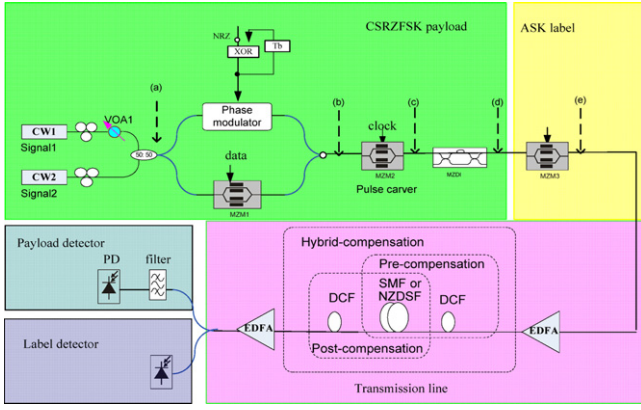 CSRZFSK payload
ASK label
NRZ
XOR
Tb
(a)
(b)
(c)
(d)
(e)
VOA1
Phase
modulator
clock
CW1
Signal1
50: 50
data
MZM2
MZDI
MZM3
Pulse carver
CW2
Signal2
MZM1
Payload detector
Hybrid-compensation
PD
filter
Pre-compensation
SMF or
NZDSF
DCF
DCF
EDFA
EDFA
Label detector
Post-compensation
Transmission line